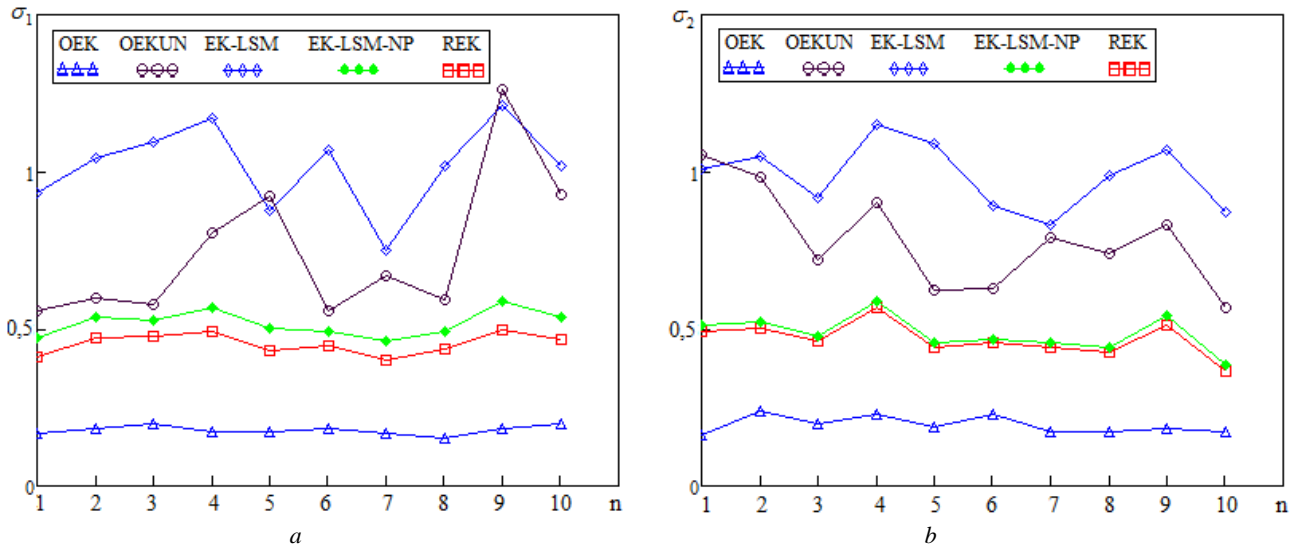 σ1
1
0,5
0
OEK OEKUN EK-LSM EK-LSM-NP REK
1 2 3 4 5 6 7 8 9 10 n
a
σ2
1
0,5
0
OEK OEKUN EK-LSM EK-LSM-NP REK
1 2 3 4 5 6 7 8 9 10 n
b